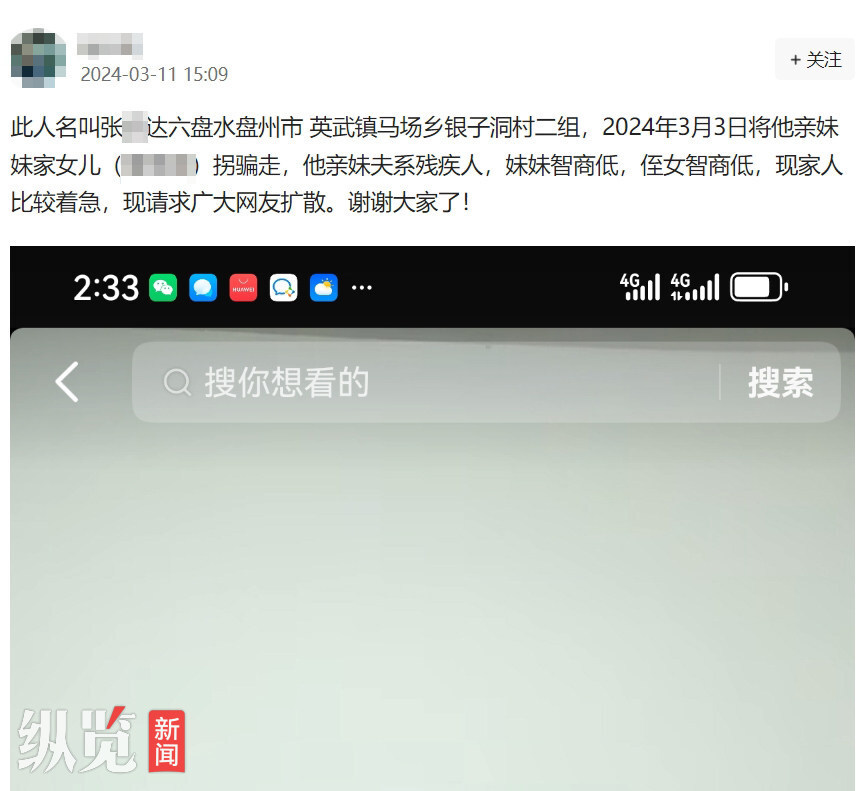 2024-03-11 15:09
+ 关注
此人名叫张 达六盘水盘州市 英武镇马场乡银子洞村二组，2024年3月3日将他亲妹
妹家女儿（ ）拐骗走，他亲妹夫系残疾人，妹妹智商低，侄女智商低，现家人
比较着急，现请求广大网友扩散。谢谢大家了！
2:33 HUAWEI ··· 4G 4G
搜你想看的 搜索
纵览新闻